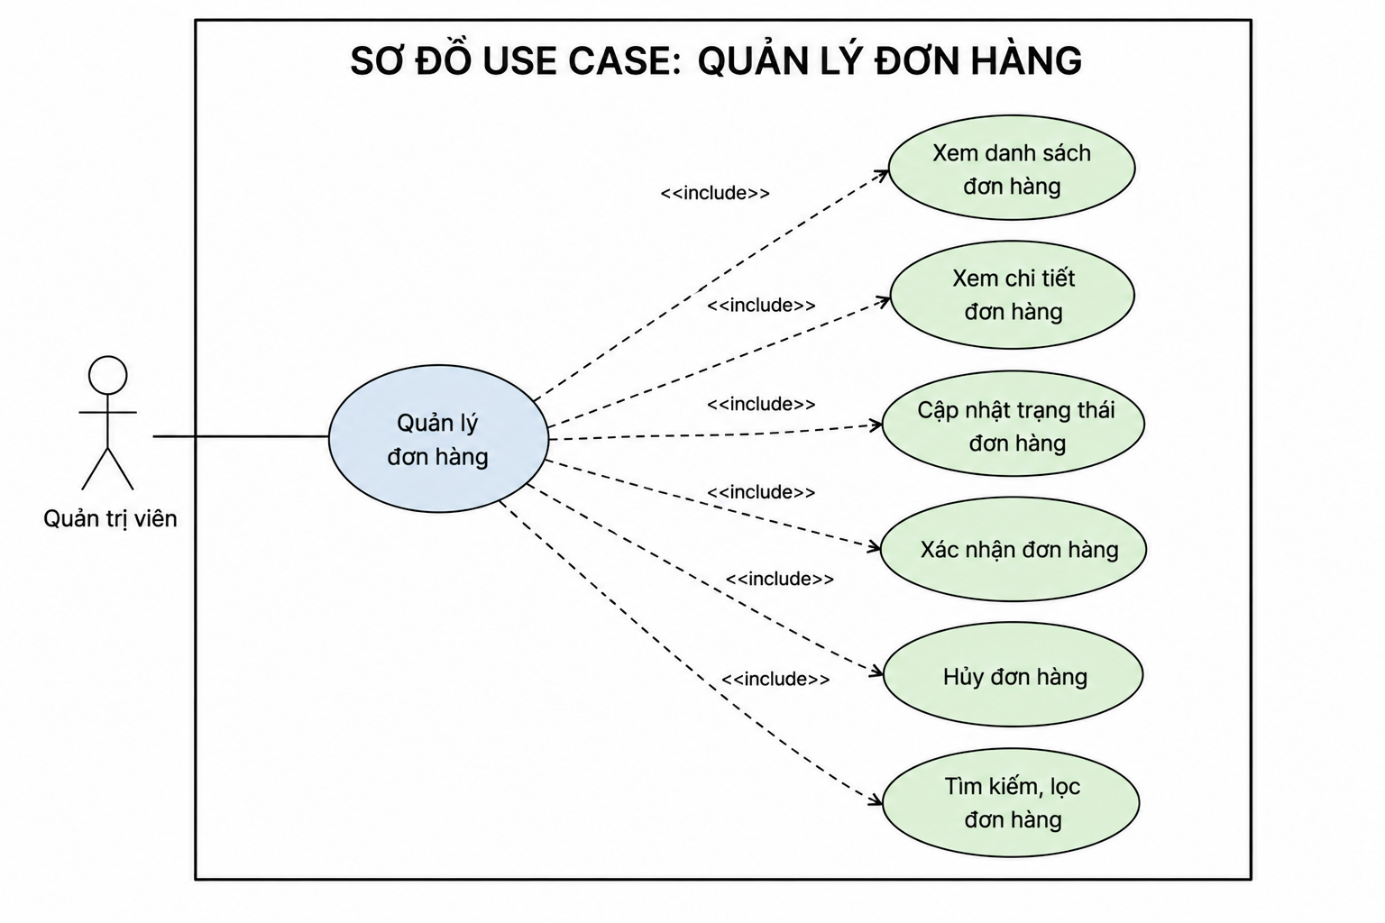 SƠ ĐỒ USE CASE: QUẢN LÝ ĐƠN HÀNG
Quản trị viên
Quản lý
đơn hàng
<<include>>
<<include>>
<<include>>
<<include>>
<<include>>
<<include>>
Xem danh sách
đơn hàng
Xem chi tiết
đơn hàng
Cập nhật trạng thái
đơn hàng
Xác nhận đơn hàng
Hủy đơn hàng
Tìm kiếm, lọc
đơn hàng